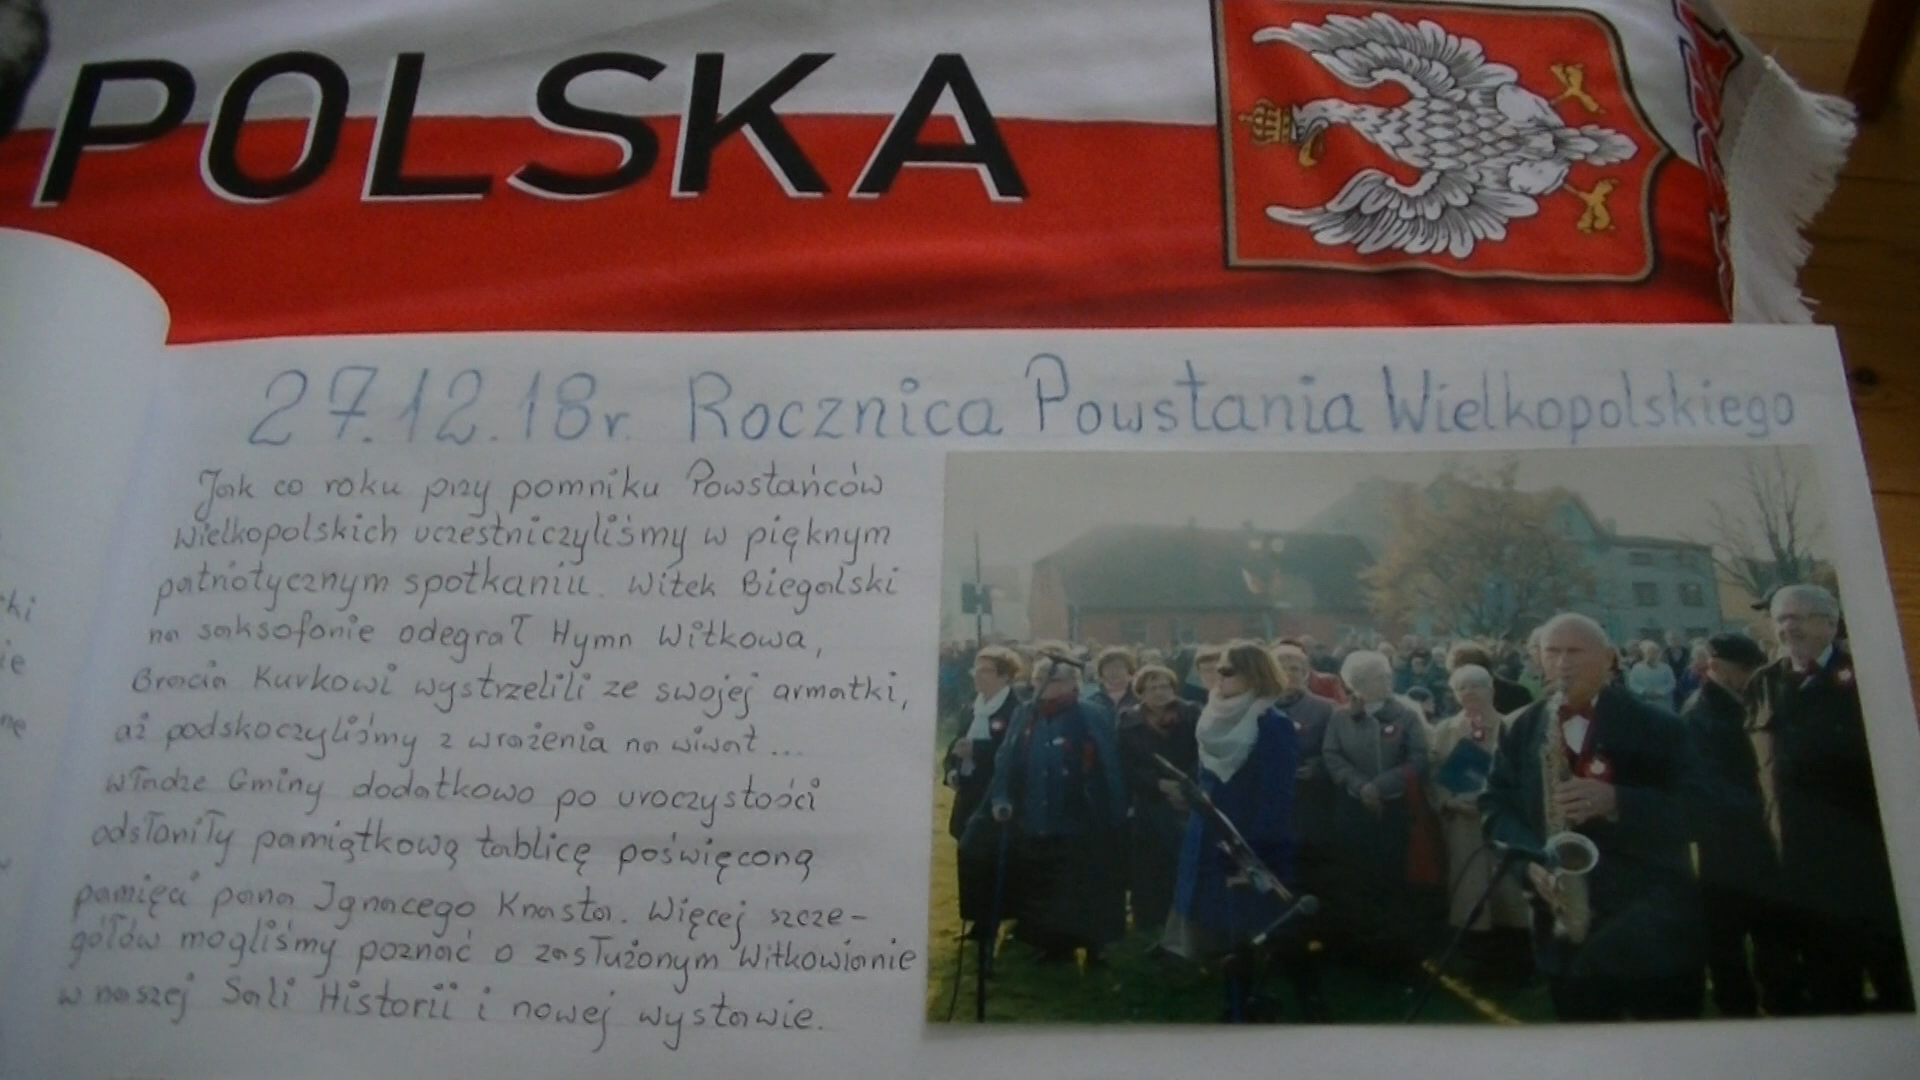 POLSKA
27.12.18r. Rocznica Powstania Wielkopolskiego
Jak co roku przy pomniku Powstańców
Wielkopolskich uczestniczyliśmy w pięknym
patriotycznym spotkaniu. Witek Biegalski
na saksofonie odegrał Hymn Witkowa,
Bracia Kurkowi wystrzelili ze swojej armatki,
aż podskoczyliśmy z wrażenia na wiwat...
Władze Gminy dodatkowo po uroczystości
odsłoniły pamiątkową tablicę poświęconą
pamięci pana Ignacego Knasta. Więcej szcze-
gółów mogliśmy poznać o zasłużonym Witkowianie
w naszej Sali Historii i nowej wystawie.